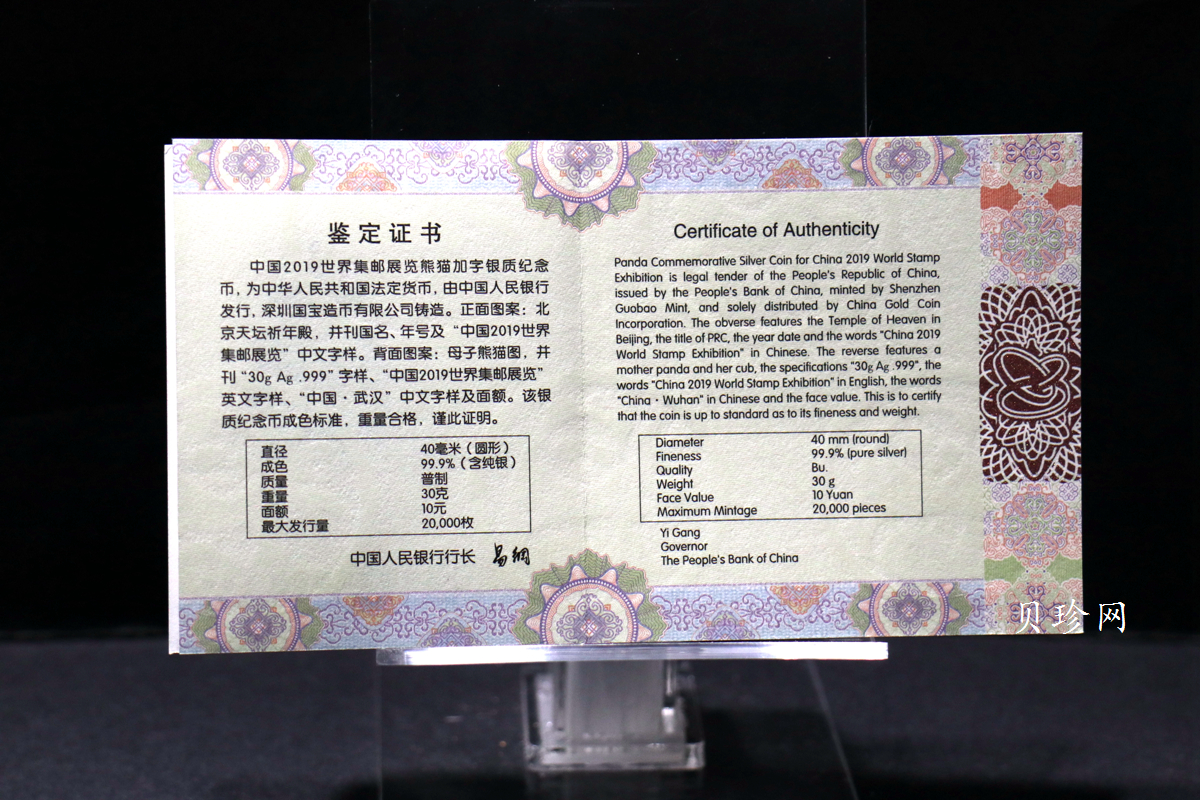 鉴定证书
中国2019世界集邮展览熊猫加字银质纪念
币，为中华人民共和国法定货币，由中国人民银行
发行，深圳国宝造币有限公司铸造。正面图案：北
京天坛祈年殿，并刊国名、年号及“中国2019世界
集邮展览”中文字样。背面图案：母子熊猫图，并
刊“30g Ag .999”字样、“中国2019世界集邮展览”
英文字样、“中国·武汉”中文字样及面额。该银
质纪念币成色标准，重量合格，谨此证明。
直径 40毫米（圆形）
成色 99.9%（含纯银）
质量 普制
重量 30克
面额 10元
最大发行量 20,000枚
中国人民银行行长 易纲
Certificate of Authenticity
Panda Commemorative Silver Coin for China 2019 World Stamp
Exhibition is legal tender of the People's Republic of China,
issued by the People's Bank of China, minted by Shenzhen
Guobao Mint, and solely distributed by China Gold Coin
Incorporation. The obverse features the Temple of Heaven in
Beijing, the title of PRC, the year date and the words "China 2019
World Stamp Exhibition" in Chinese. The reverse features a
mother panda and her cub, the specifications "30g Ag .999", the
words "China 2019 World Stamp Exhibition" in English, the words
"China · Wuhan" in Chinese and the face value. This is to certify
that the coin is up to standard as to its fineness and weight.
Diameter 40 mm (round)
Fineness 99.9% (pure silver)
Quality Bu.
Weight 30 g
Face Value 10 Yuan
Maximum Mintage 20,000 pieces
Yi Gang
Governor
The People's Bank of China
贝珍网